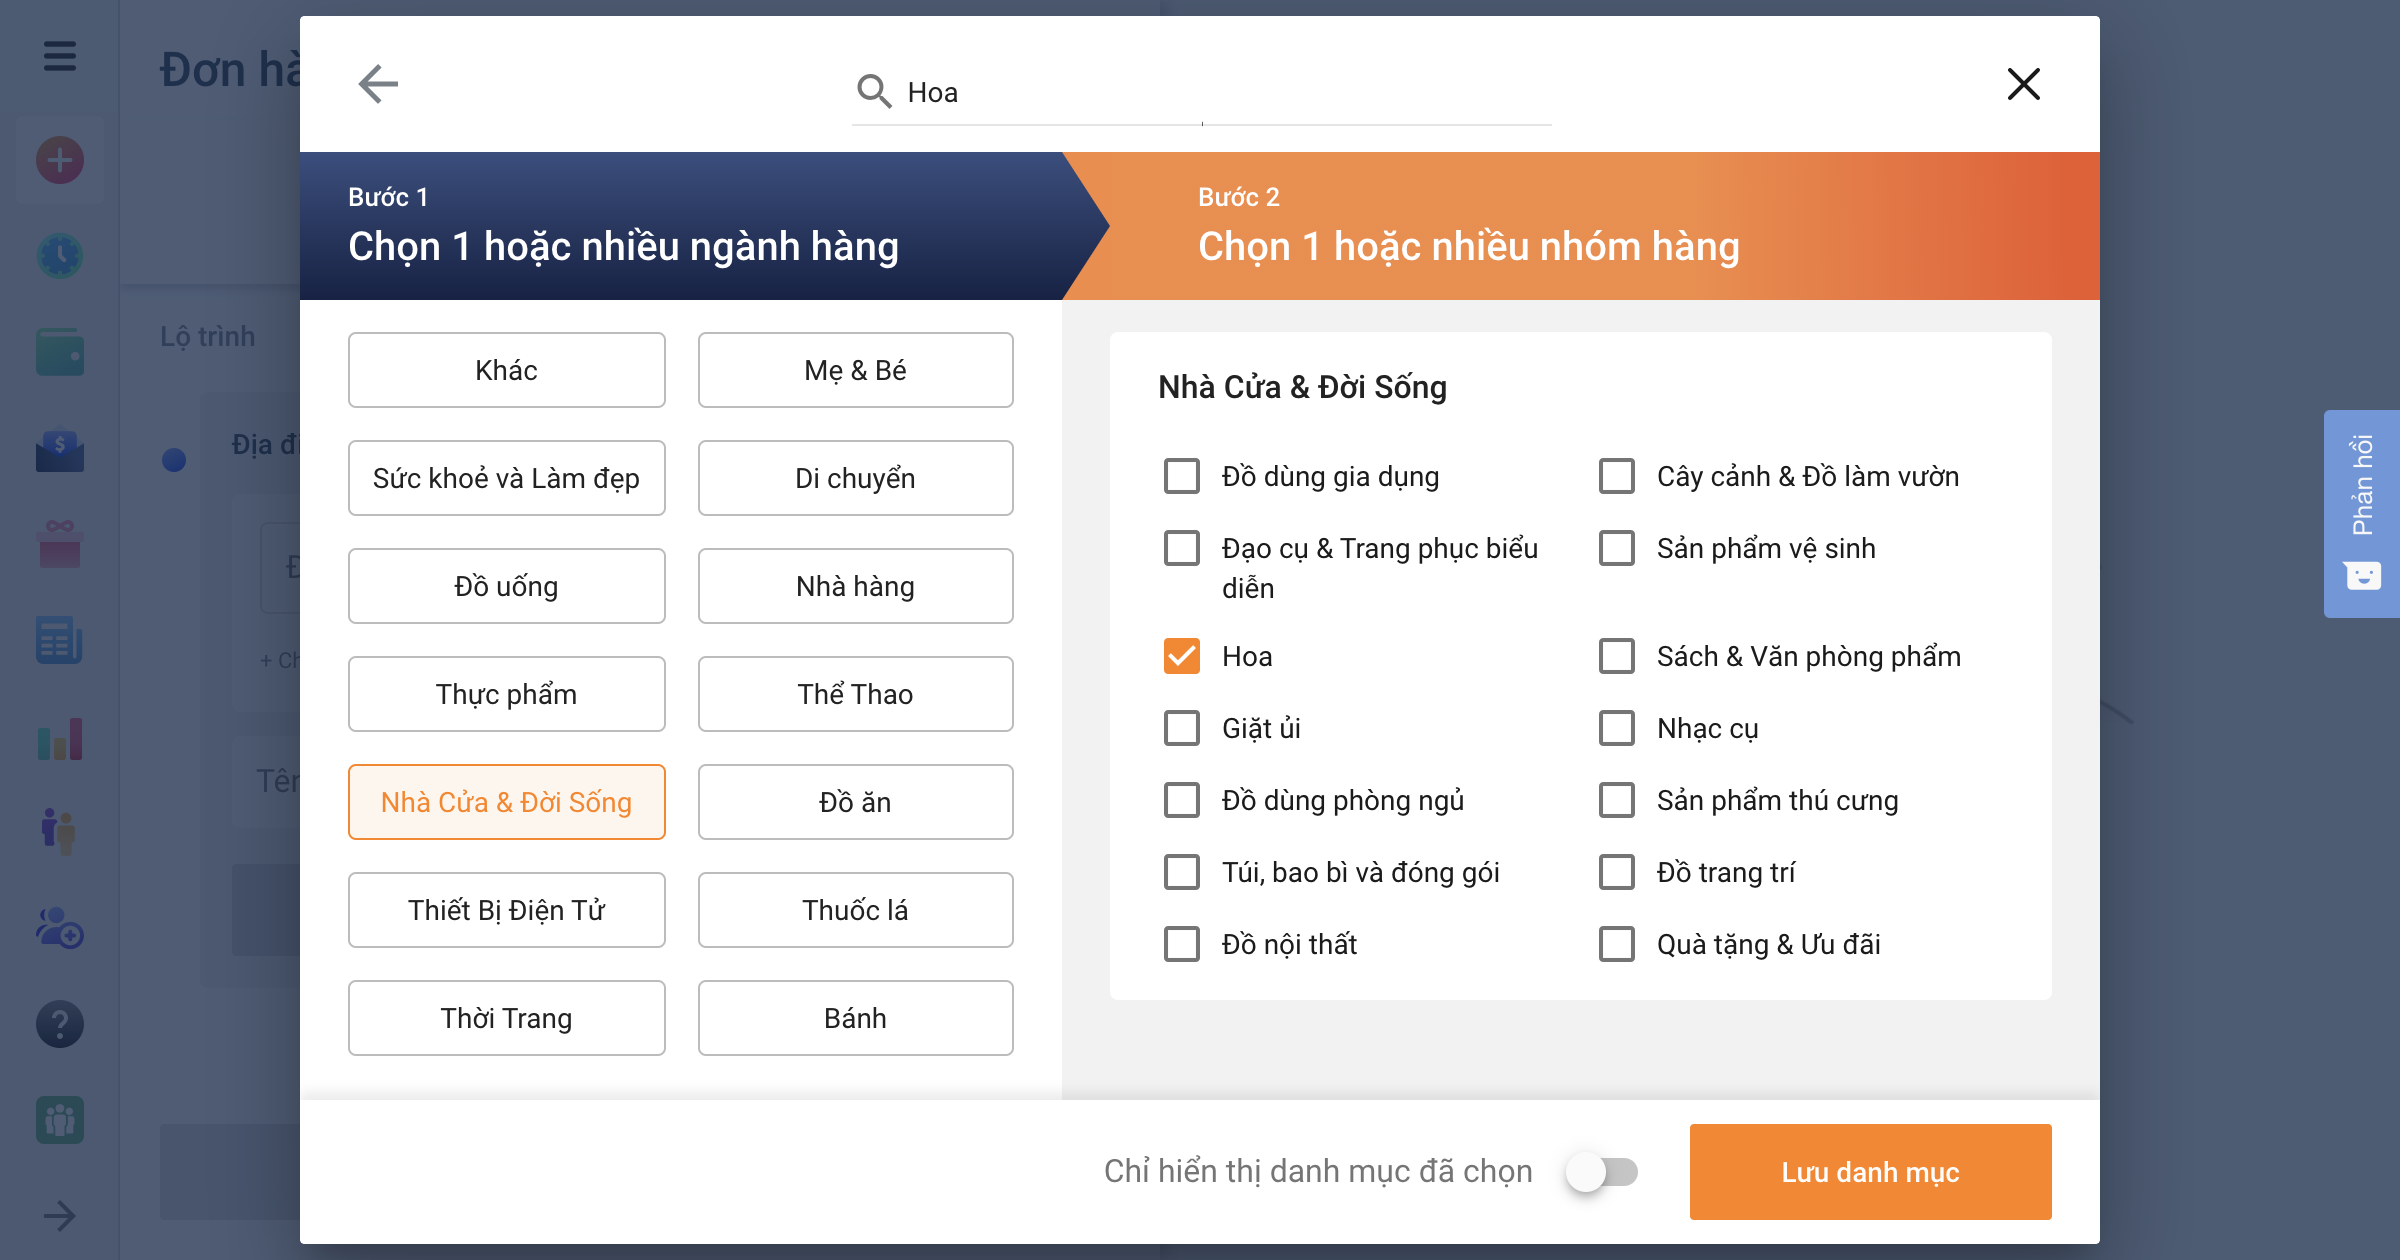 Đơn hà
Lộ trình
Địa đi
+ Ch
Tên
Hoa
Bước 1
Chọn 1 hoặc nhiều ngành hàng
Bước 2
Chọn 1 hoặc nhiều nhóm hàng
Khác
Mẹ & Bé
Sức khoẻ và Làm đẹp
Di chuyển
Đồ uống
Nhà hàng
Thực phẩm
Thể Thao
Nhà Cửa & Đời Sống
Đồ ăn
Thiết Bị Điện Tử
Thuốc lá
Thời Trang
Bánh
Nhà Cửa & Đời Sống
Đồ dùng gia dụng
Cây cảnh & Đồ làm vườn
Đạo cụ & Trang phục biểu
diễn
Sản phẩm vệ sinh
Hoa
Sách & Văn phòng phẩm
Giặt ủi
Nhạc cụ
Đồ dùng phòng ngủ
Sản phẩm thú cưng
Túi, bao bì và đóng gói
Đồ trang trí
Đồ nội thất
Quà tặng & Ưu đãi
Chỉ hiển thị danh mục đã chọn
Lưu danh mục
Phản hồi